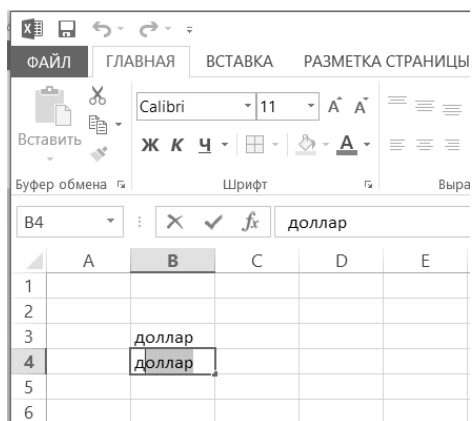 ФАЙЛ ГЛАВНАЯ ВСТАВКА РАЗМЕТКА СТРАНИЦЫ
Calibri 11 А А
Вставить
Ж К Ч А
Буфер обмена Шрифт Выра
B4 fx доллар
A B C D E
1
2
3 доллар
4 доллар
5
6